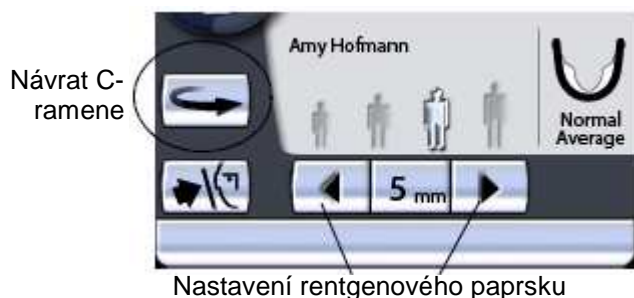 Amy Hofmann
Návrat C-
ramene
Normal
Average
5 mm
Nastavení rentgenového paprsku